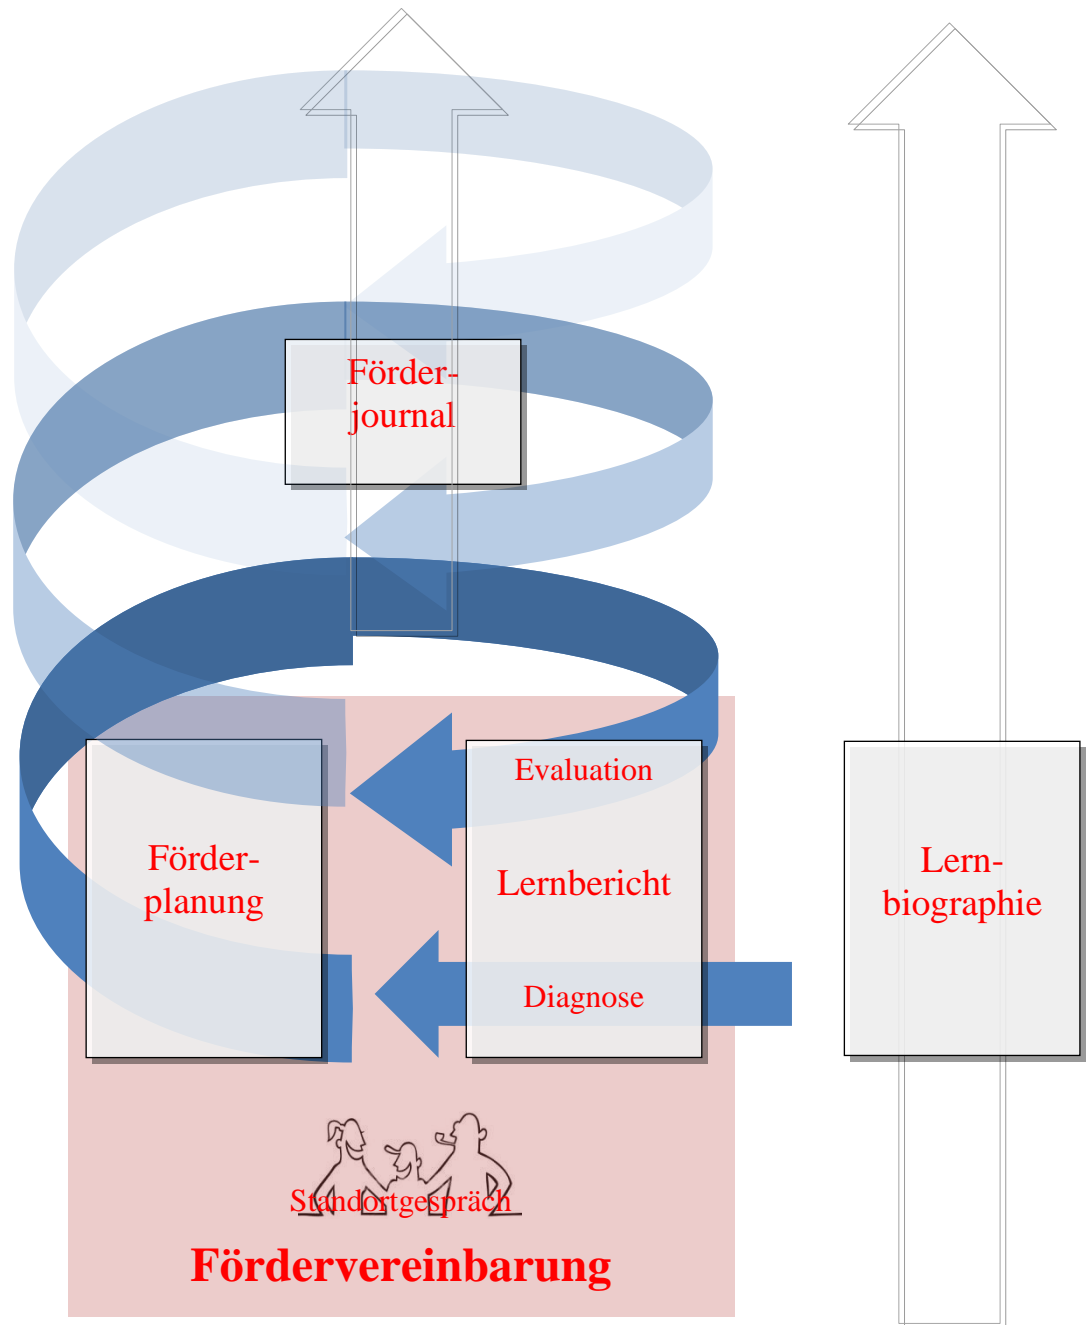 Förder-
journal
Evaluation
Förder-
planung
Lernbericht
Lern-
biographie
Diagnose
Standortgespräch
Fördervereinbarung